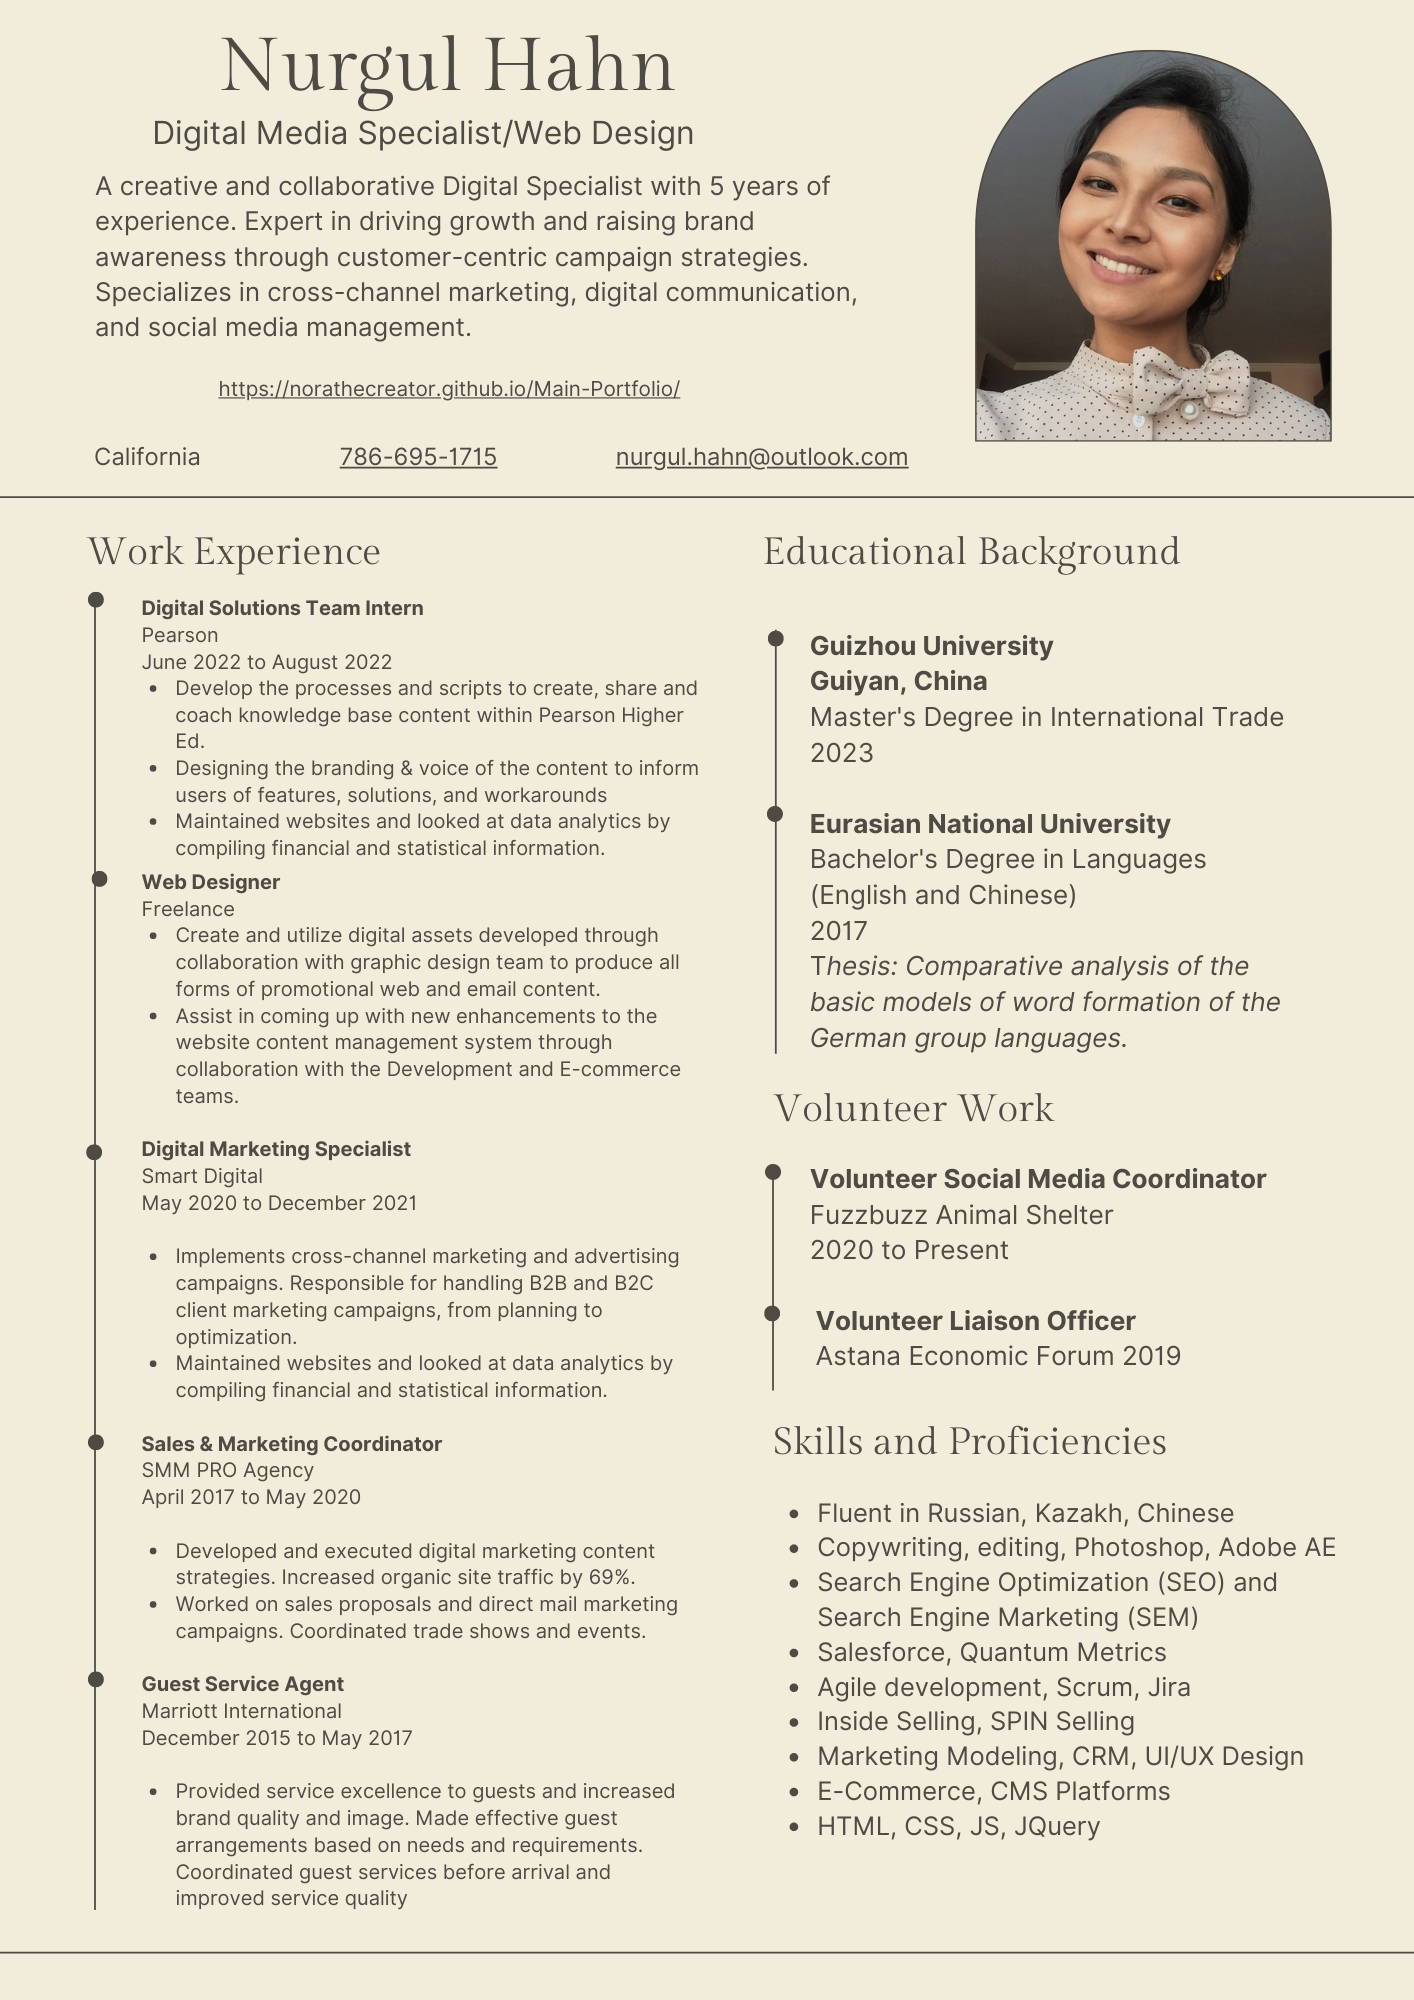 Nurgul Hahn
Digital Media Specialist/Web Design
A creative and collaborative Digital Specialist with 5 years of
experience. Expert in driving growth and raising brand
awareness through customer-centric campaign strategies.
Specializes in cross-channel marketing, digital communication,
and social media management.
https://norathecreator.github.io/Main-Portfolio/
California 786-695-1715 nurgul.hahn@outlook.com
Work Experience
Digital Solutions Team Intern
Pearson
June 2022 to August 2022
• Develop the processes and scripts to create, share and
coach knowledge base content within Pearson Higher
Ed.
• Designing the branding & voice of the content to inform
users of features, solutions, and workarounds
• Maintained websites and looked at data analytics by
compiling financial and statistical information.
Web Designer
Freelance
• Create and utilize digital assets developed through
collaboration with graphic design team to produce all
forms of promotional web and email content.
• Assist in coming up with new enhancements to the
website content management system through
collaboration with the Development and E-commerce
teams.
Digital Marketing Specialist
Smart Digital
May 2020 to December 2021
• Implements cross-channel marketing and advertising
campaigns. Responsible for handling B2B and B2C
client marketing campaigns, from planning to
optimization.
• Maintained websites and looked at data analytics by
compiling financial and statistical information.
Sales & Marketing Coordinator
SMM PRO Agency
April 2017 to May 2020
• Developed and executed digital marketing content
strategies. Increased organic site traffic by 69%.
• Worked on sales proposals and direct mail marketing
campaigns. Coordinated trade shows and events.
Guest Service Agent
Marriott International
December 2015 to May 2017
• Provided service excellence to guests and increased
brand quality and image. Made effective guest
arrangements based on needs and requirements.
Coordinated guest services before arrival and
improved service quality
Educational Background
Guizhou University
Guiyan, China
Master's Degree in International Trade
2023
Eurasian National University
Bachelor's Degree in Languages
(English and Chinese)
2017
Thesis: Comparative analysis of the
basic models of word formation of the
German group languages.
Volunteer Work
Volunteer Social Media Coordinator
Fuzzbuzz Animal Shelter
2020 to Present
Volunteer Liaison Officer
Astana Economic Forum 2019
Skills and Proficiencies
• Fluent in Russian, Kazakh, Chinese
• Copywriting, editing, Photoshop, Adobe AE
• Search Engine Optimization (SEO) and
Search Engine Marketing (SEM)
• Salesforce, Quantum Metrics
• Agile development, Scrum, Jira
• Inside Selling, SPIN Selling
• Marketing Modeling, CRM, UI/UX Design
• E-Commerce, CMS Platforms
• HTML, CSS, JS, JQuery